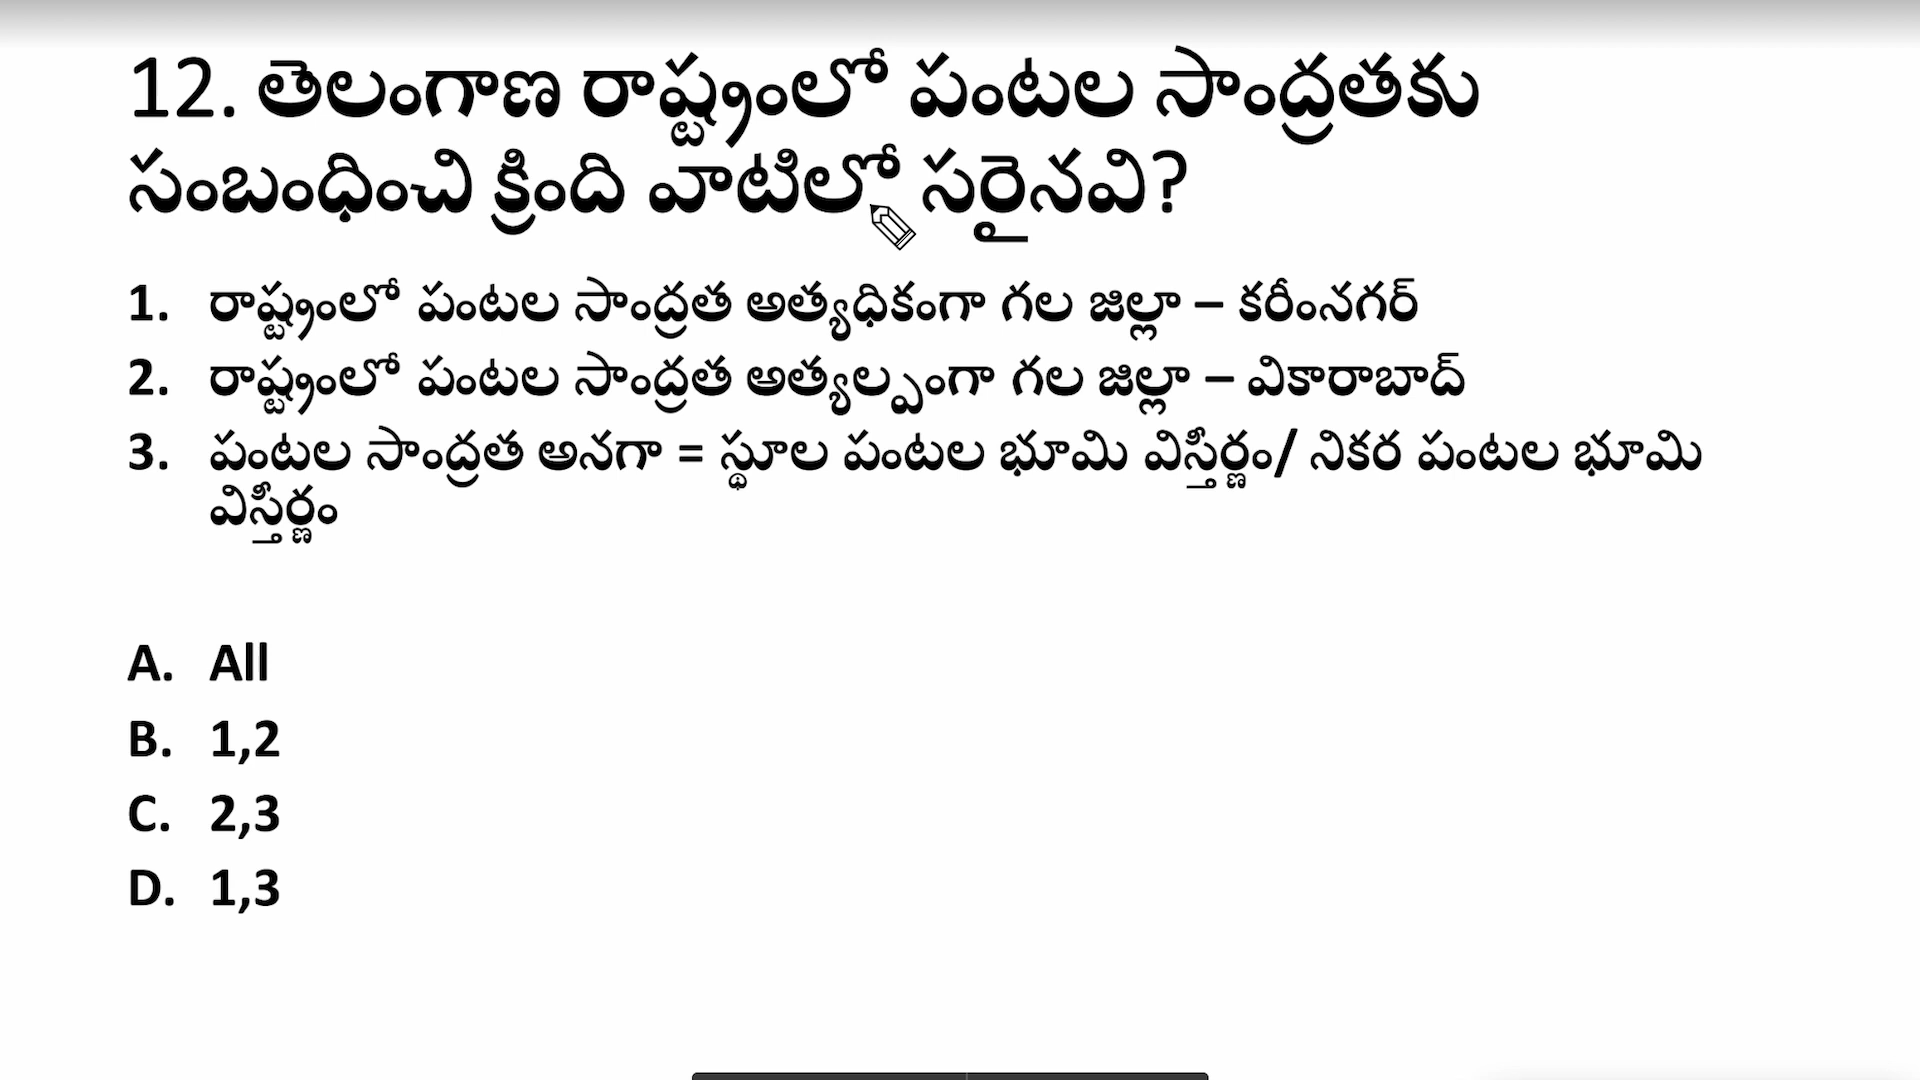 12. తెలంగాణ రాష్ట్రంలో పంటల సాంద్రతకు
సంబంధించి క్రింది వాటిలో సరైనవి?
1. రాష్ట్రంలో పంటల సాంద్రత అత్యధికంగా గల జిల్లా – కరీంనగర్
2. రాష్ట్రంలో పంటల సాంద్రత అత్యల్పంగా గల జిల్లా – వికారాబాద్
3. పంటల సాంద్రత అనగా = స్థూల పంటల భూమి విస్తీర్ణం/ నికర పంటల భూమి
విస్తీర్ణం
A. All
B. 1,2
C. 2,3
D. 1,3